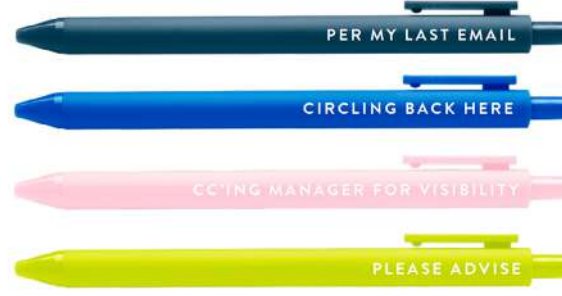 PER MY LAST EMAIL
CIRCLING BACK HERE
CC'ING MANAGER FOR VISIBILITY
PLEASE ADVISE